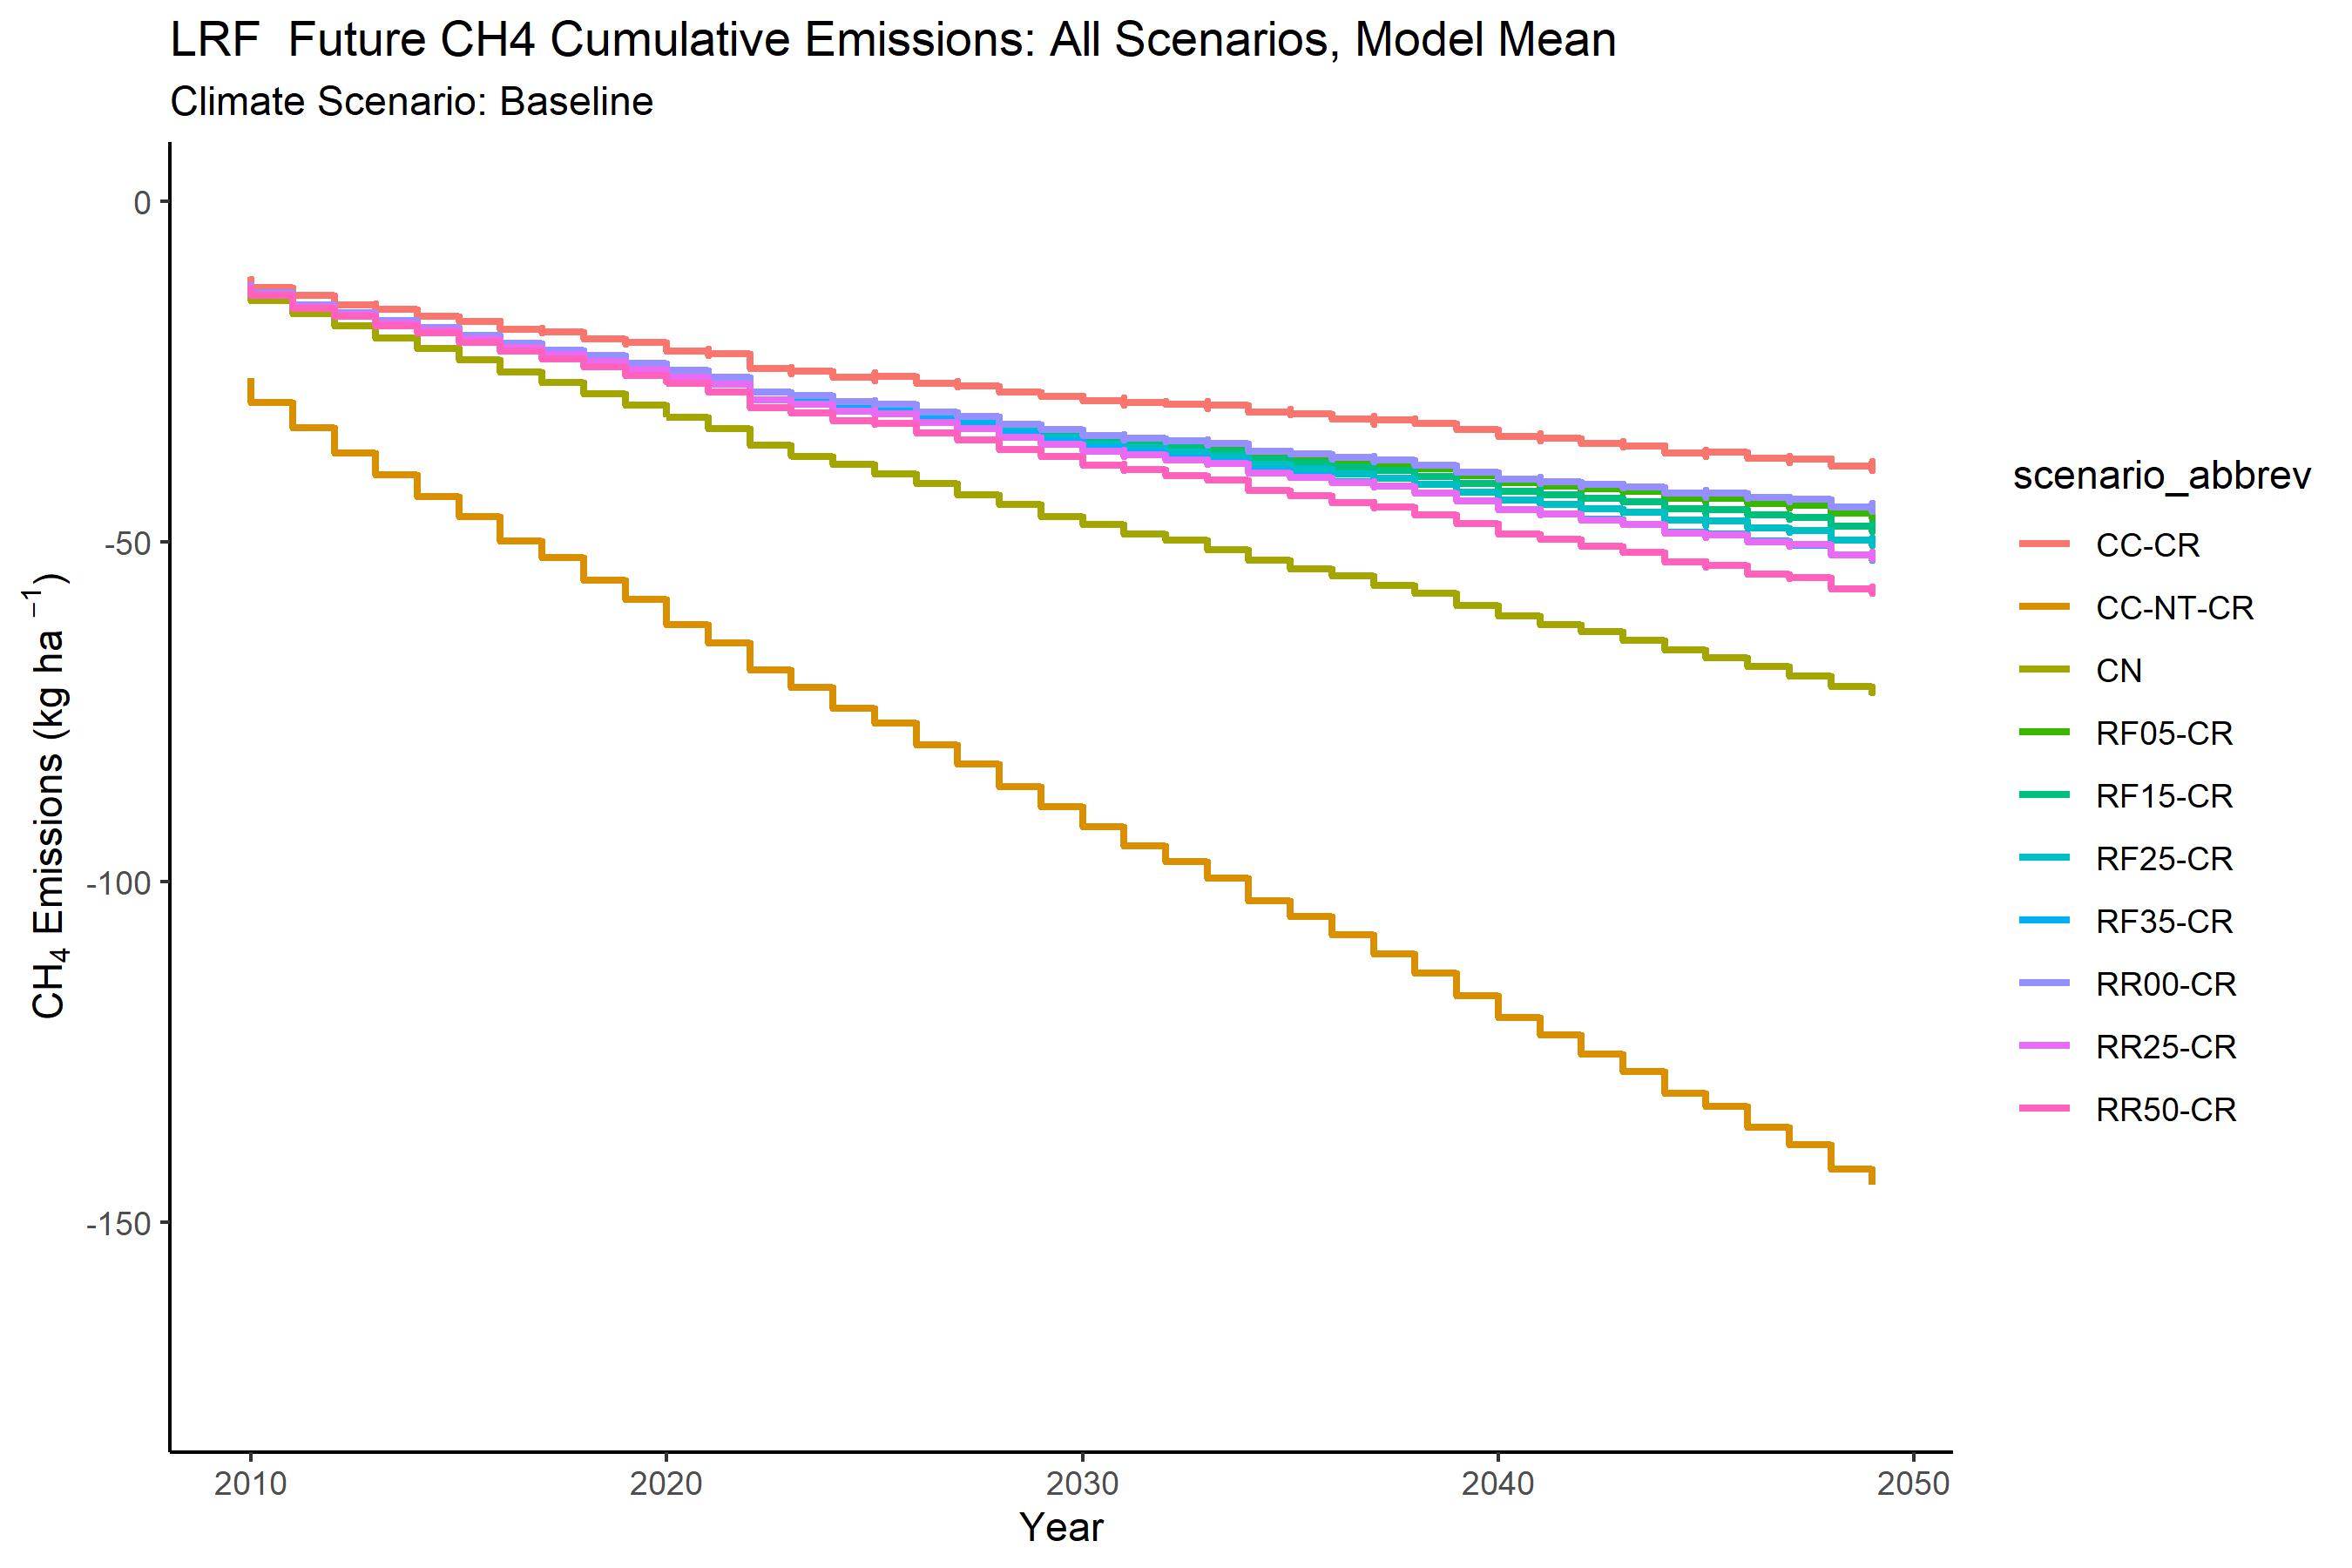 LRF  Future CH4 Cumulative Emissions: All Scenarios, Model Mean
Climate Scenario: Baseline
CH₄ Emissions (kg ha ⁻¹)
0
-50
-100
-150
2010
2020
2030
2040
2050
Year
scenario_abbrev
CC-CR
CC-NT-CR
CN
RF05-CR
RF15-CR
RF25-CR
RF35-CR
RR00-CR
RR25-CR
RR50-CR